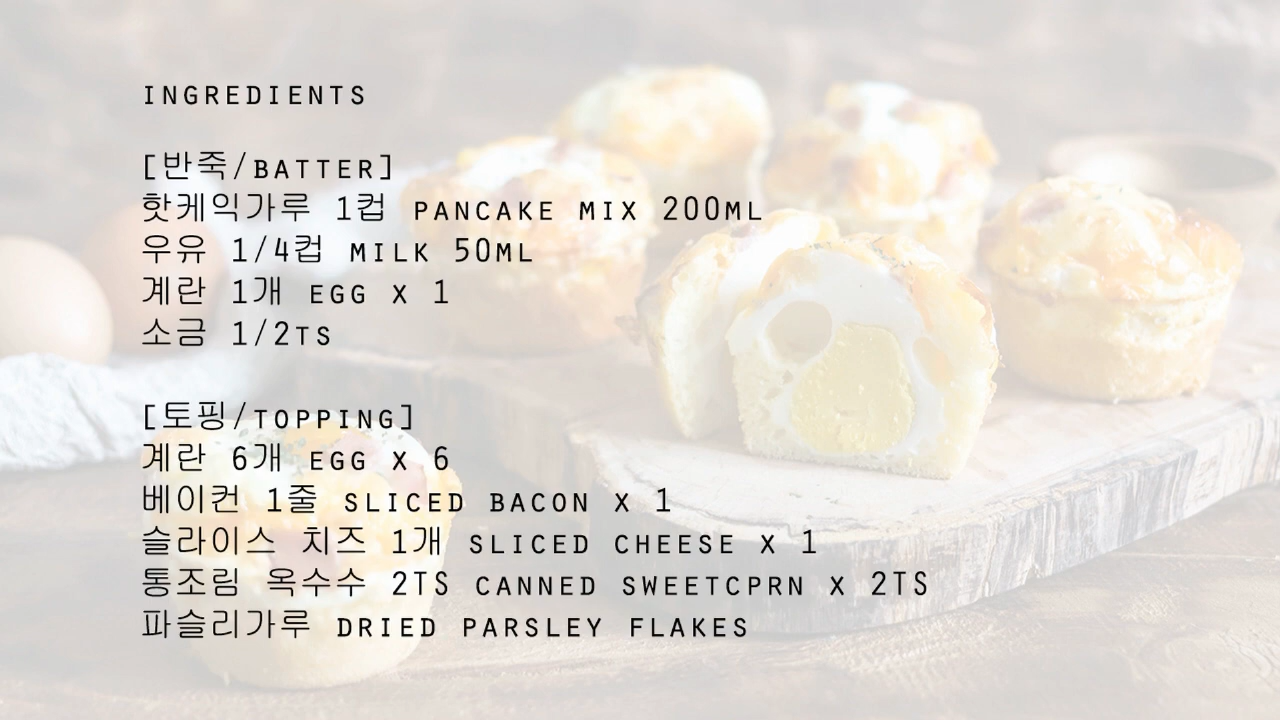 INGREDIENTS
[반죽/BATTER]
핫케익가루 1컵 PANCAKE MIX 200ML
우유 1/4컵 MILK 50ML
계란 1개 EGG X 1
소금 1/2TS
[토핑/TOPPING]
계란 6개 EGG X 6
베이컨 1줄 SLICED BACON X 1
슬라이스 치즈 1개 SLICED CHEESE X 1
통조림 옥수수 2TS CANNED SWEETCPRN X 2TS
파슬리가루 DRIED PARSLEY FLAKES